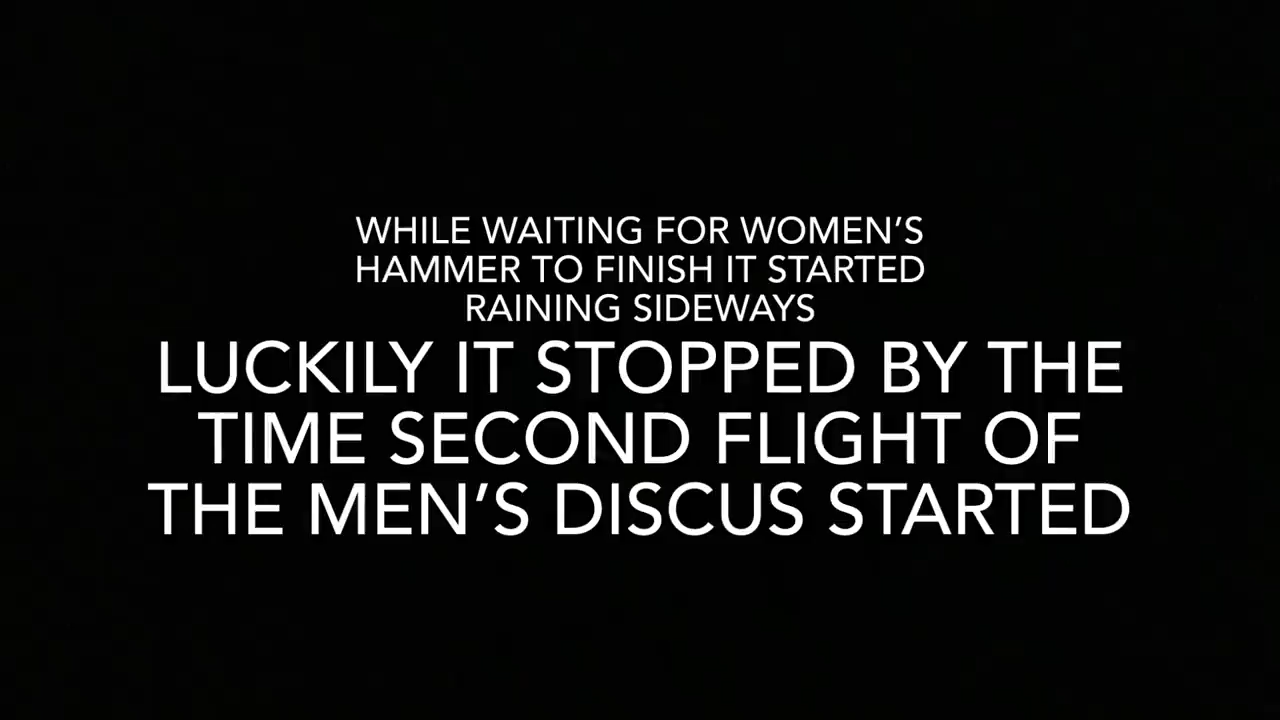 WHILE WAITING FOR WOMEN’S
HAMMER TO FINISH IT STARTED
RAINING SIDEWAYS
LUCKILY IT STOPPED BY THE
TIME SECOND FLIGHT OF
THE MEN’S DISCUS STARTED